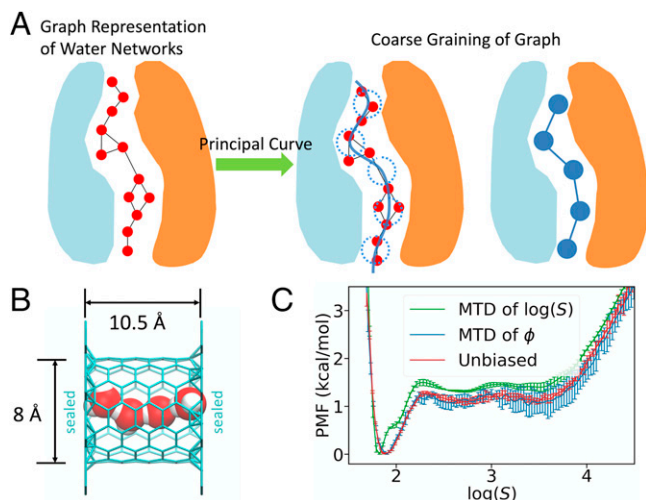 A
Graph Representation
of Water Networks
Coarse Graining of Graph
Principal Curve
B
10.5 Å
8 Å
sealed
sealed
C
MTD of log(S)
MTD of ϕ
Unbiased
PMF (kcal/mol)
3
2
1
0
2
3
4
log(S)